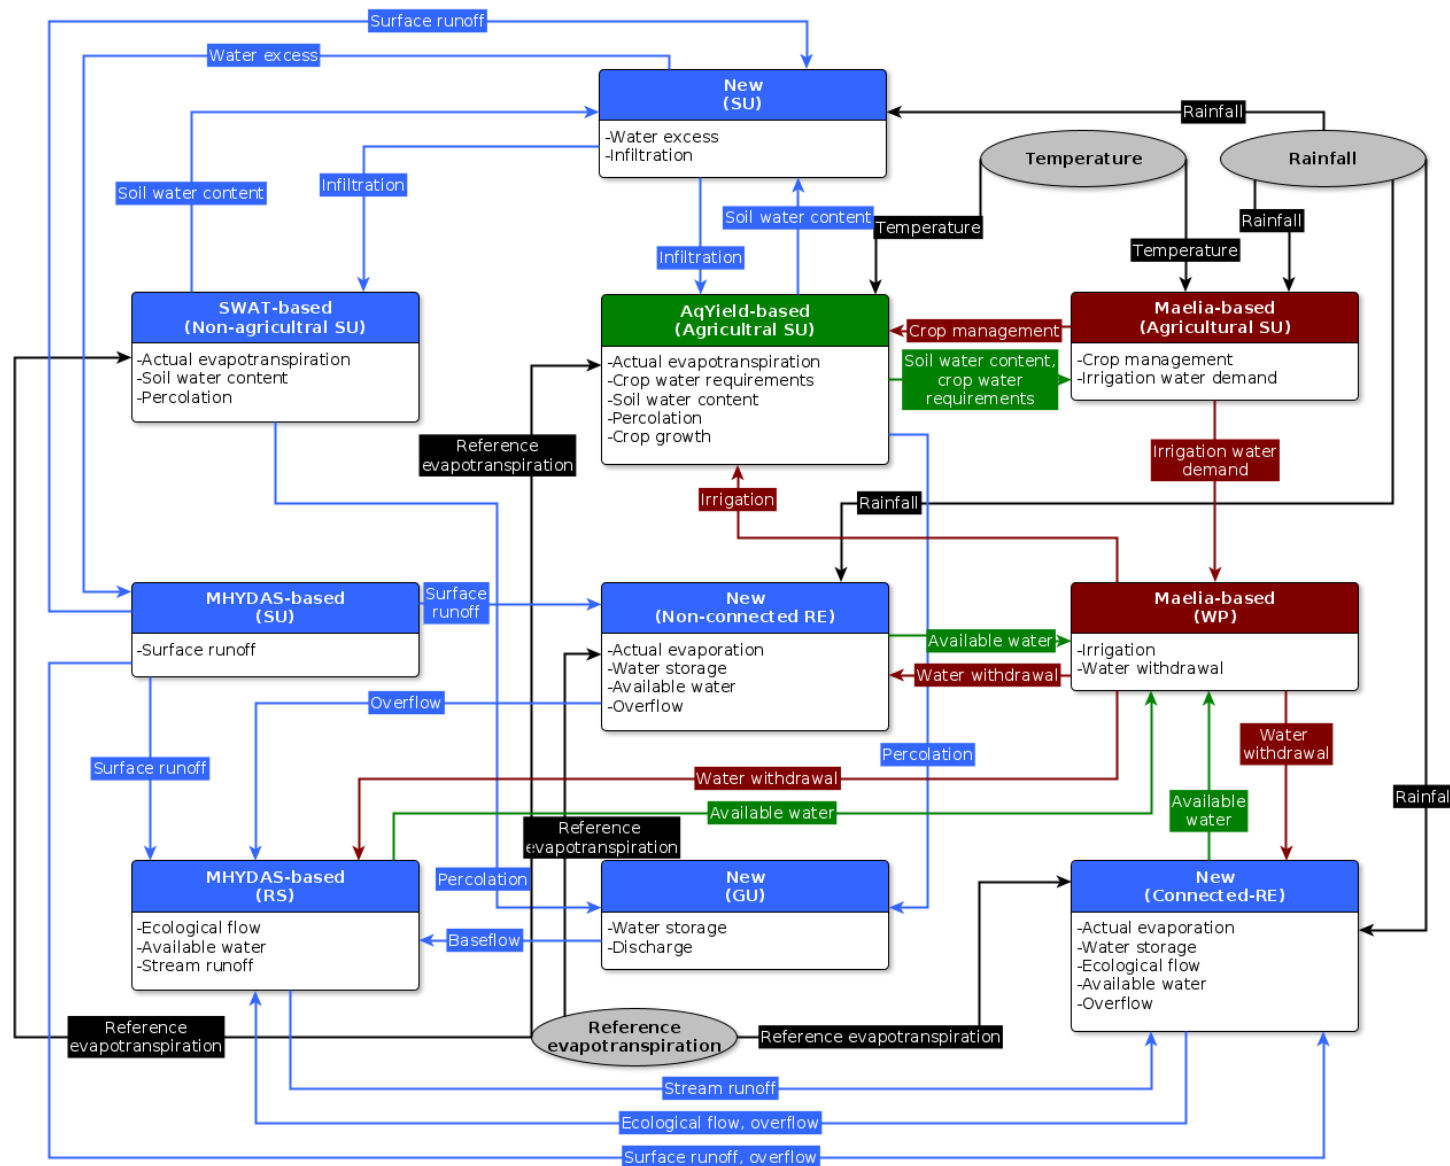 Surface runoff
Water excess
New
(SU)
-Water excess
-Infiltration
Rainfall
Temperature
Rainfall
Soil water content
Infiltration
Soil water content
Temperature
Rainfall
Infiltration
Temperature
SWAT-based
(Non-agricultral SU)
-Actual evapotranspiration
-Soil water content
-Percolation
AqYield-based
(Agricultral SU)
-Actual evapotranspiration
-Crop water requirements
-Soil water content
-Percolation
-Crop growth
Crop management
Soil water content,
crop water
requirements
Maelia-based
(Agricultural SU)
-Crop management
-Irrigation water demand
Reference
evapotranspiration
Irrigation water
demand
Irrigation
Rainfall
MHYDAS-based
(SU)
-Surface runoff
Surface
runoff
New
(Non-connected RE)
-Actual evaporation
-Water storage
-Available water
-Overflow
Available water
Water withdrawal
Maelia-based
(WP)
-Irrigation
-Water withdrawal
Overflow
Surface runoff
Percolation
Water
withdrawal
Water withdrawal
Available water
Available
water
Rainfal
Reference
evapotranspiration
MHYDAS-based
(RS)
-Ecological flow
-Available water
-Stream runoff
Percolation
Baseflow
New
(GU)
-Water storage
-Discharge
New
(Connected-RE)
-Actual evaporation
-Water storage
-Ecological flow
-Available water
-Overflow
Reference
evapotranspiration
Reference
evapotranspiration
Reference evapotranspiration
Stream runoff
Ecological flow, overflow
Surface runoff, overflow